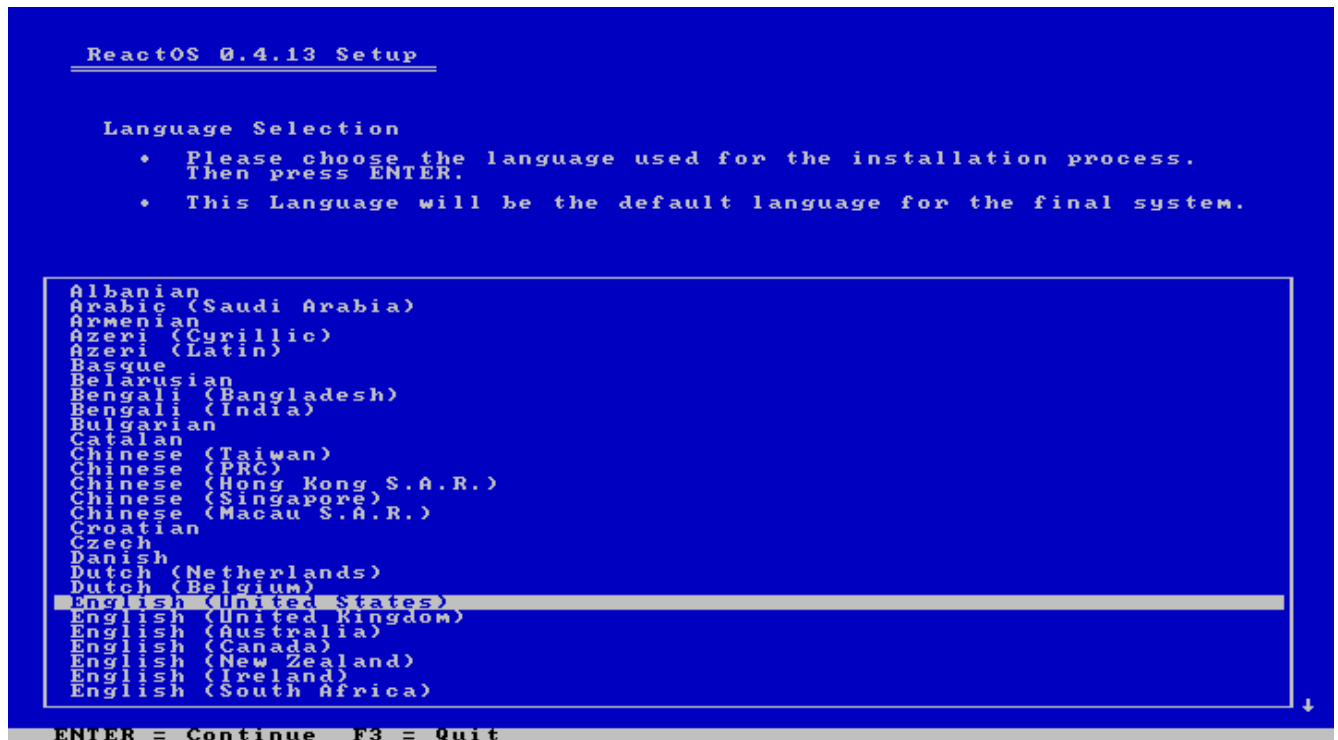 ReactOS 0.4.13 Setup
Language Selection
• Please choose the language used for the installation process.
Then press ENTER.
• This Language will be the default language for the final system.
Albanian
Arabic (Saudi Arabia)
Armenian
Azeri (Cyrillic)
Azeri (Latin)
Basque
Belarusian
Bengali (Bangladesh)
Bengali (India)
Bulgarian
Catalan
Chinese (Taiwan)
Chinese (PRC)
Chinese (Hong Kong S.A.R.)
Chinese (Singapore)
Chinese (Macau S.A.R.)
Croatian
Czech
Danish
Dutch (Netherlands)
Dutch (Belgium)
English (United States)
English (United Kingdom)
English (Australia)
English (Canada)
English (New Zealand)
English (Ireland)
English (South Africa)
ENTER = Continue F3 = Quit